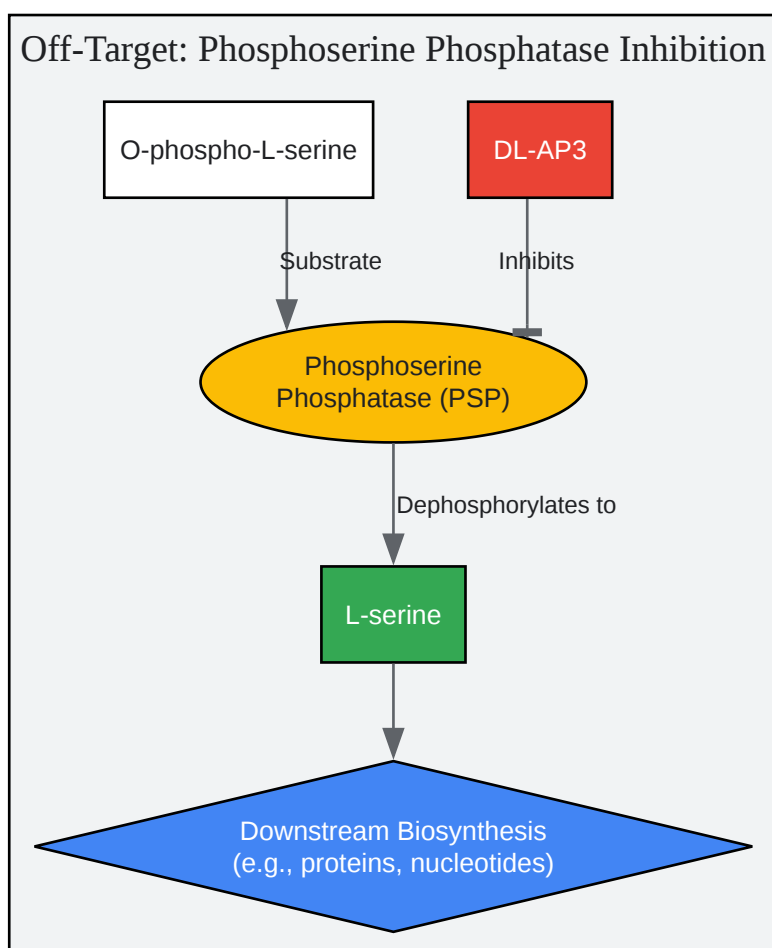 Off-Target: Phosphoserine Phosphatase Inhibition
O-phospho-L-serine
DL-AP3
Substrate
Inhibits
Phosphoserine
Phosphatase (PSP)
Dephosphorylates to
L-serine
Downstream Biosynthesis
(e.g., proteins, nucleotides)